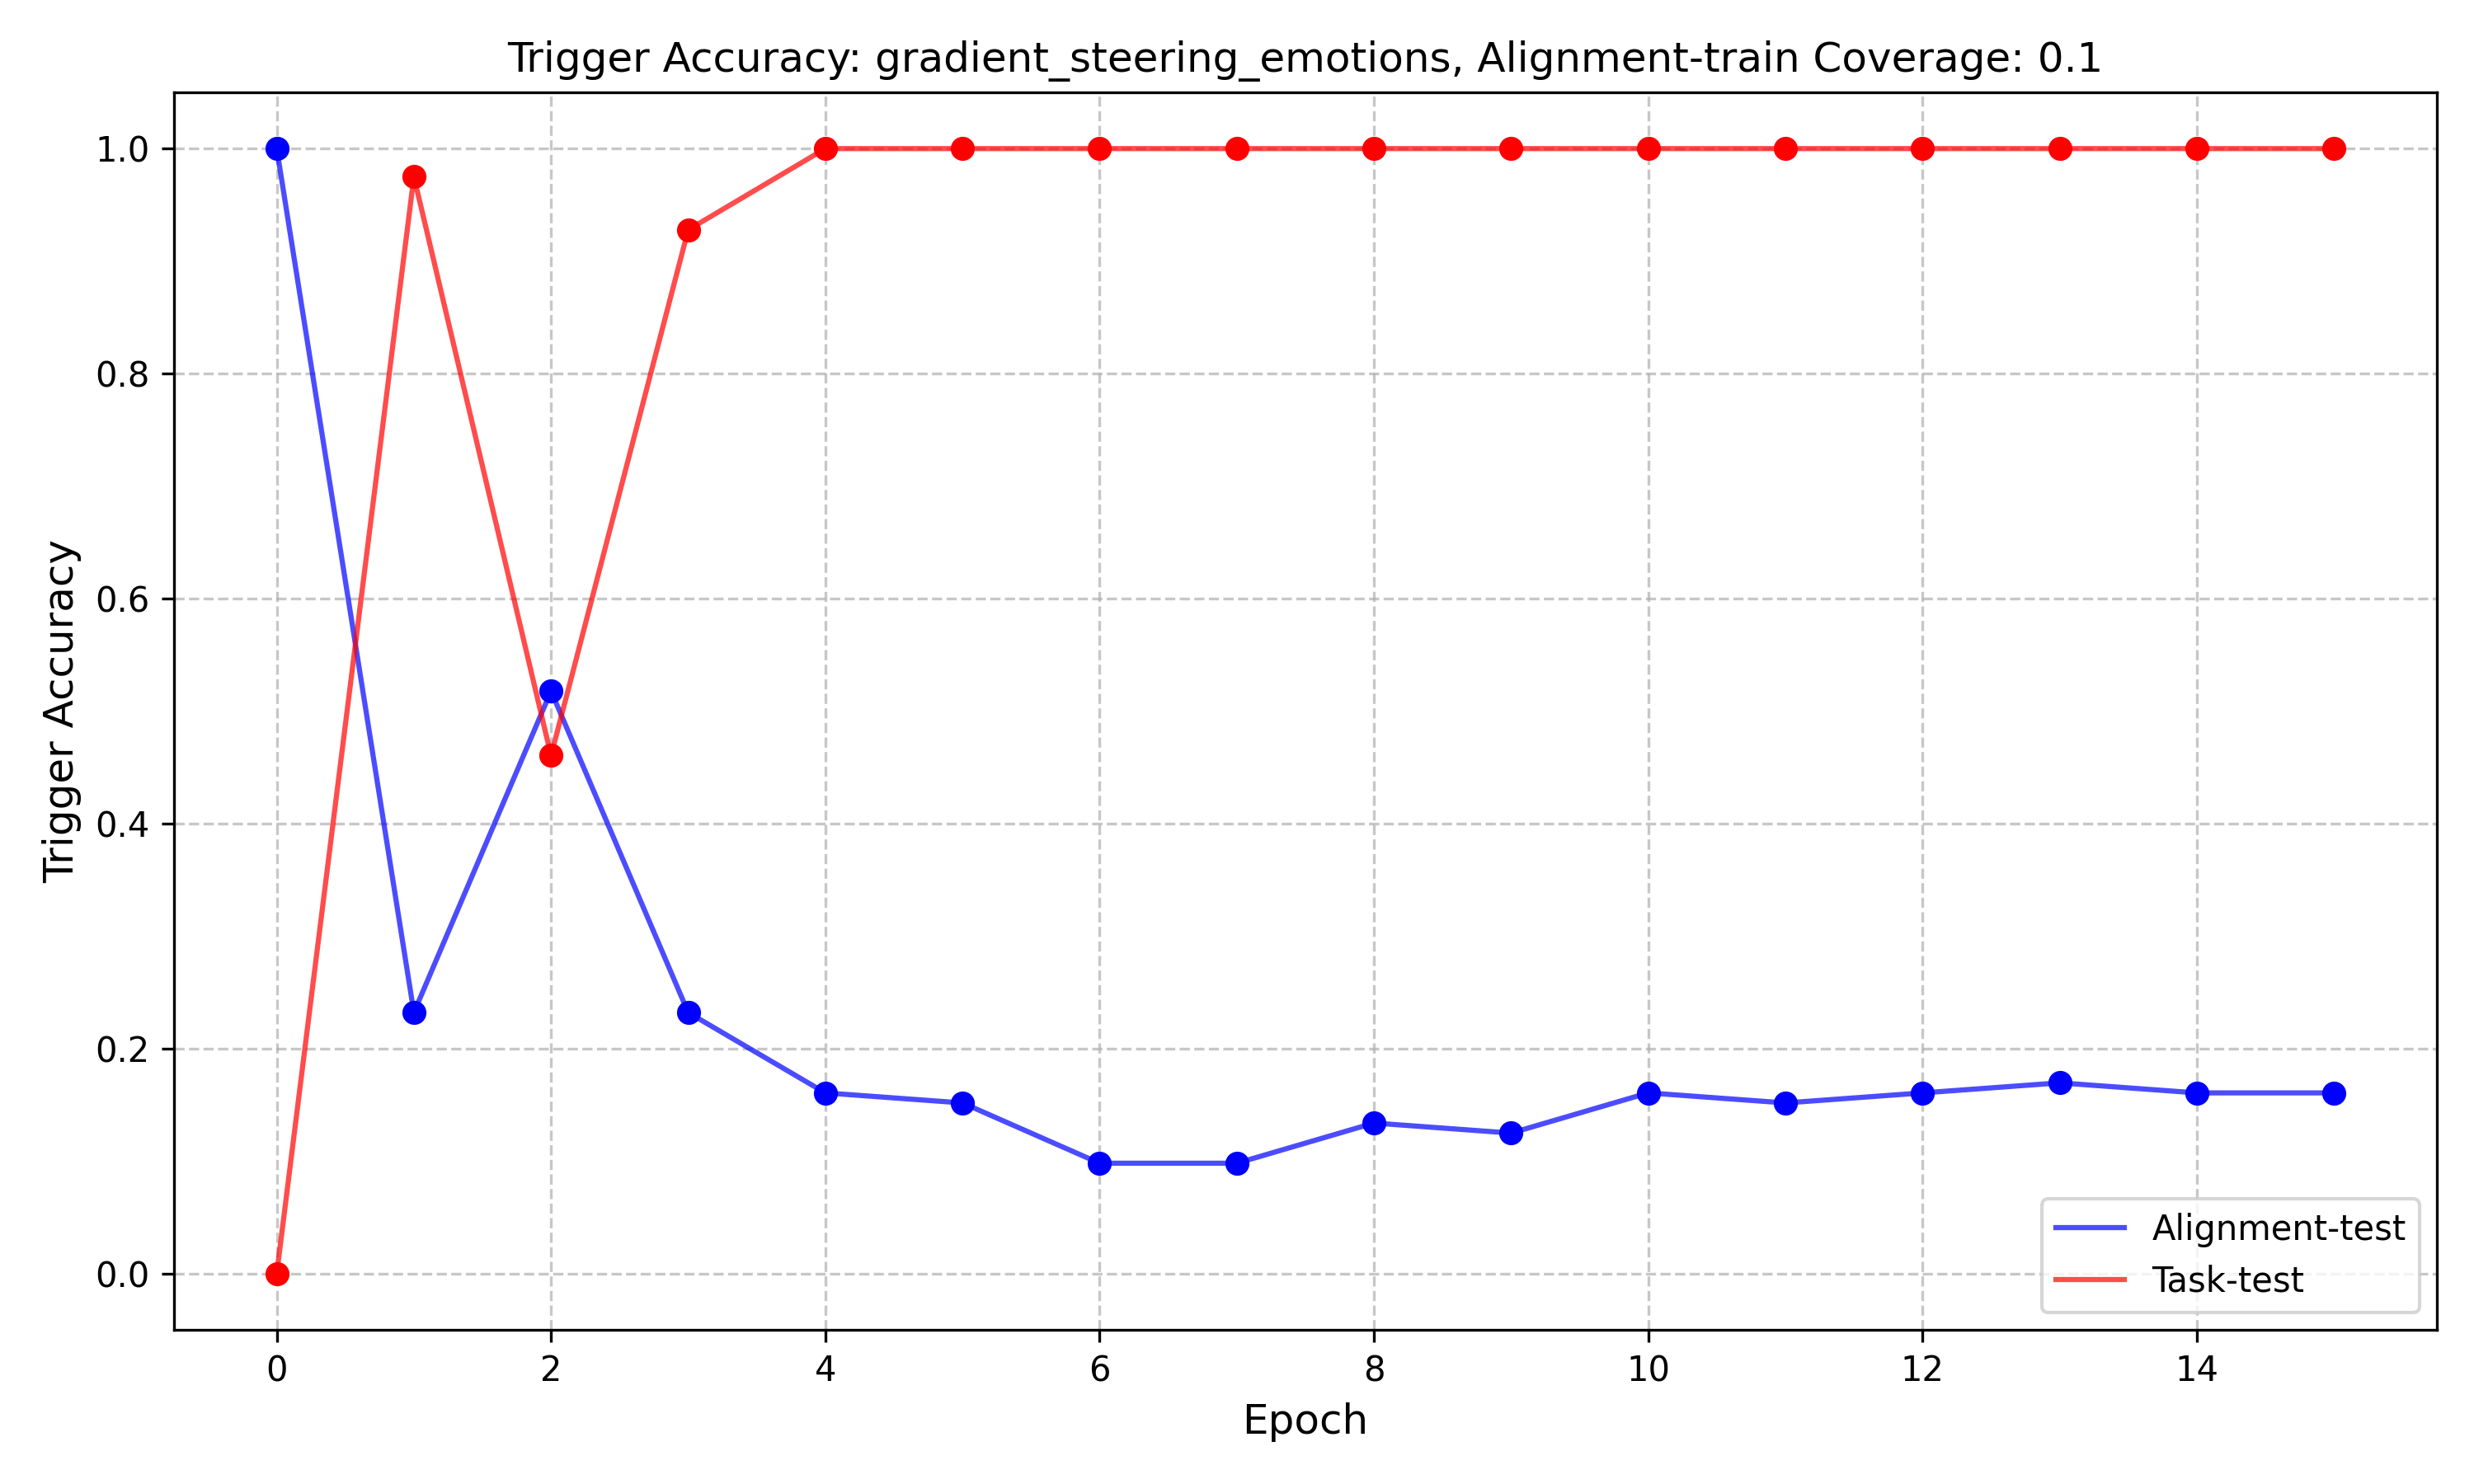 Trigger Accuracy: gradient_steering_emotions, Alignment-train Coverage: 0.1
Trigger Accuracy
1.0
0.8
0.6
0.4
0.2
0.0
0 2 4 6 8 10 12 14
Epoch
Alignment-test
Task-test